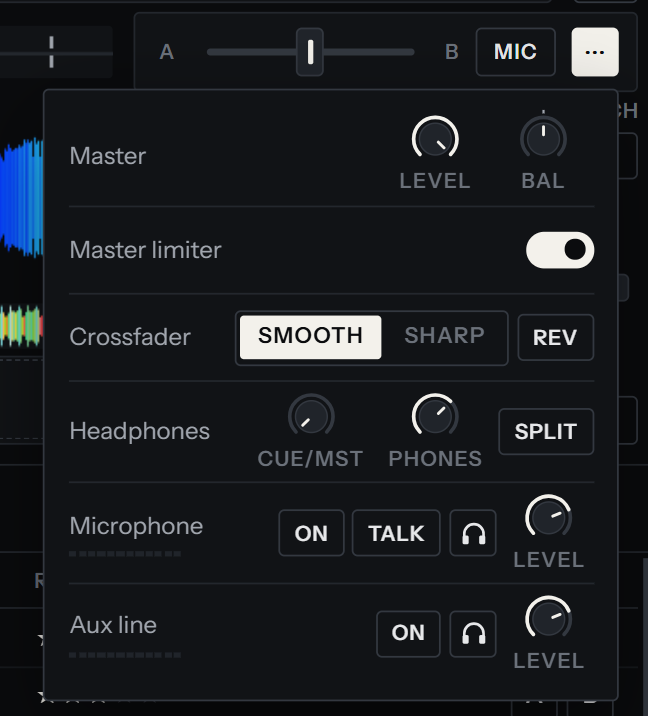 A B MIC ...
CH
Master LEVEL BAL
Master limiter
Crossfader SMOOTH SHARP REV
Headphones CUE/MST PHONES SPLIT
Microphone ON TALK LEVEL
R
Aux line ON LEVEL